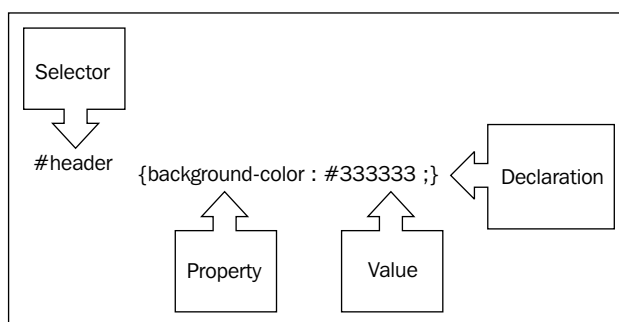 Selector
#header
{background-color : #333333 ;}
Declaration
Property
Value